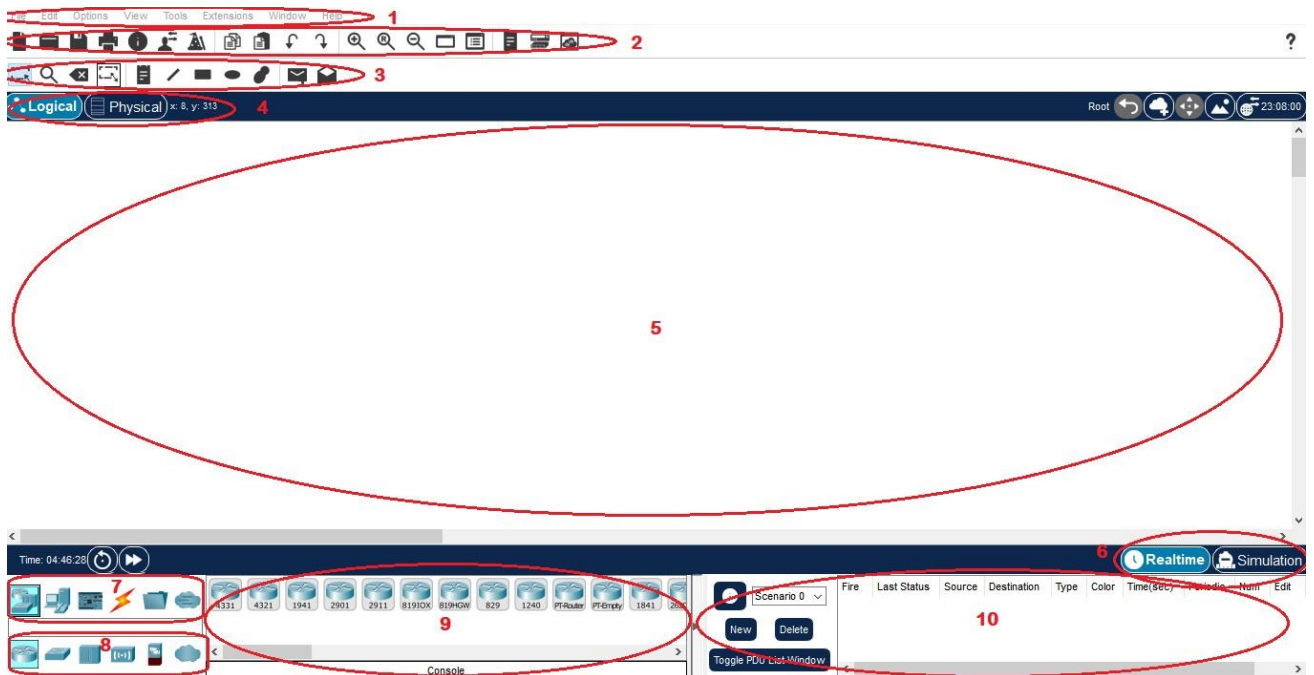 File Edit Options View Tools Extensions Window Help 1
2 ?
3
Logical Physical x: 8, y: 313 4 Root 23:08:00
5
Time: 04:46:28 6 Realtime Simulation
7 4331 4321 1941 2901 2911 819IOX 819HGW 829 1240 PT-Router PT-Empty 1841
9
8
Console
Scenario 0
New Delete
Toggle PDU List Window
Fire Last Status Source Destination Type Color Time(sec) Periodic Num Edit
10